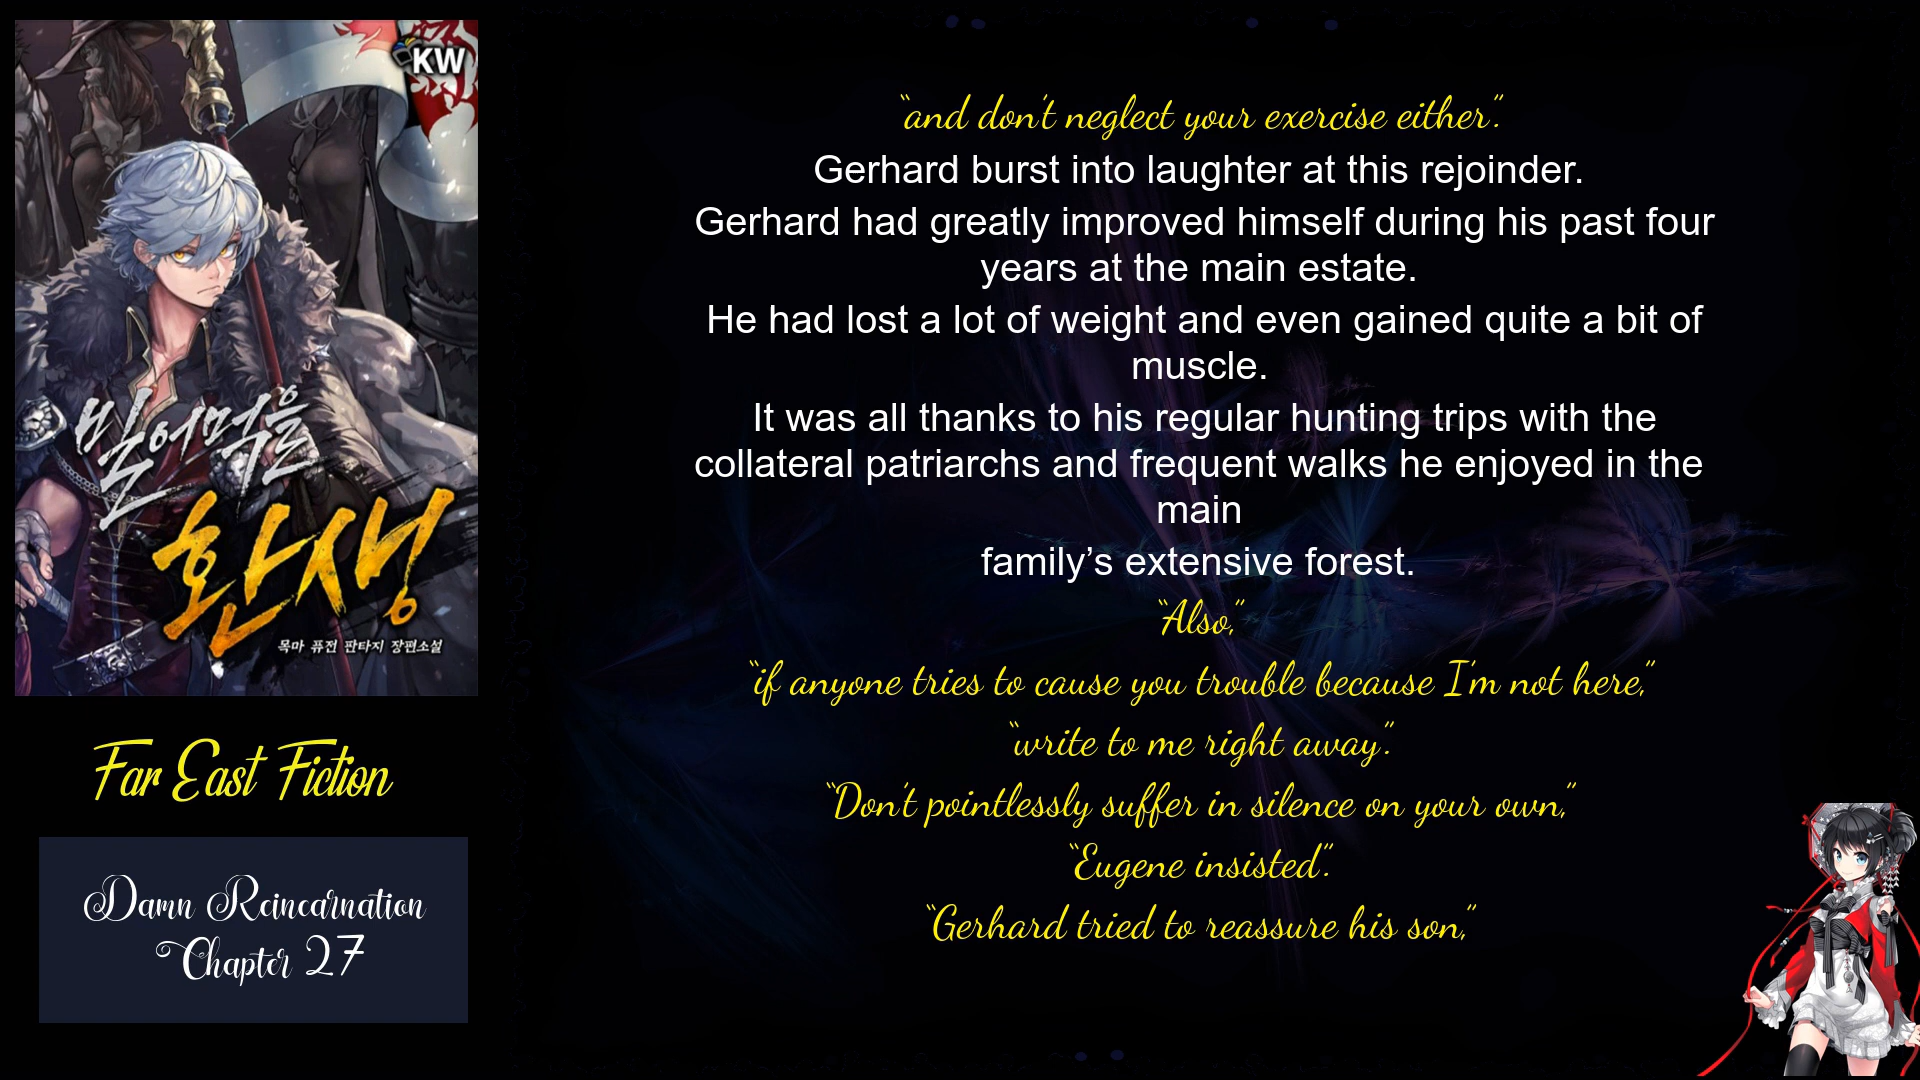 KW
빌어먹을
환생
목마 퓨전 판타지 장편소설
Far East Fiction
Damn Reincarnation
Chapter 27
“and don’t neglect your exercise either”.
Gerhard burst into laughter at this rejoinder.
Gerhard had greatly improved himself during his past four
years at the main estate.
He had lost a lot of weight and even gained quite a bit of
muscle.
It was all thanks to his regular hunting trips with the
collateral patriarchs and frequent walks he enjoyed in the
main
family’s extensive forest.
“Also,”
“if anyone tries to cause you trouble because I’m not here,”
“write to me right away”.
“Don’t pointlessly suffer in silence on your own,”
“Eugene insisted”.
“Gerhard tried to reassure his son,”